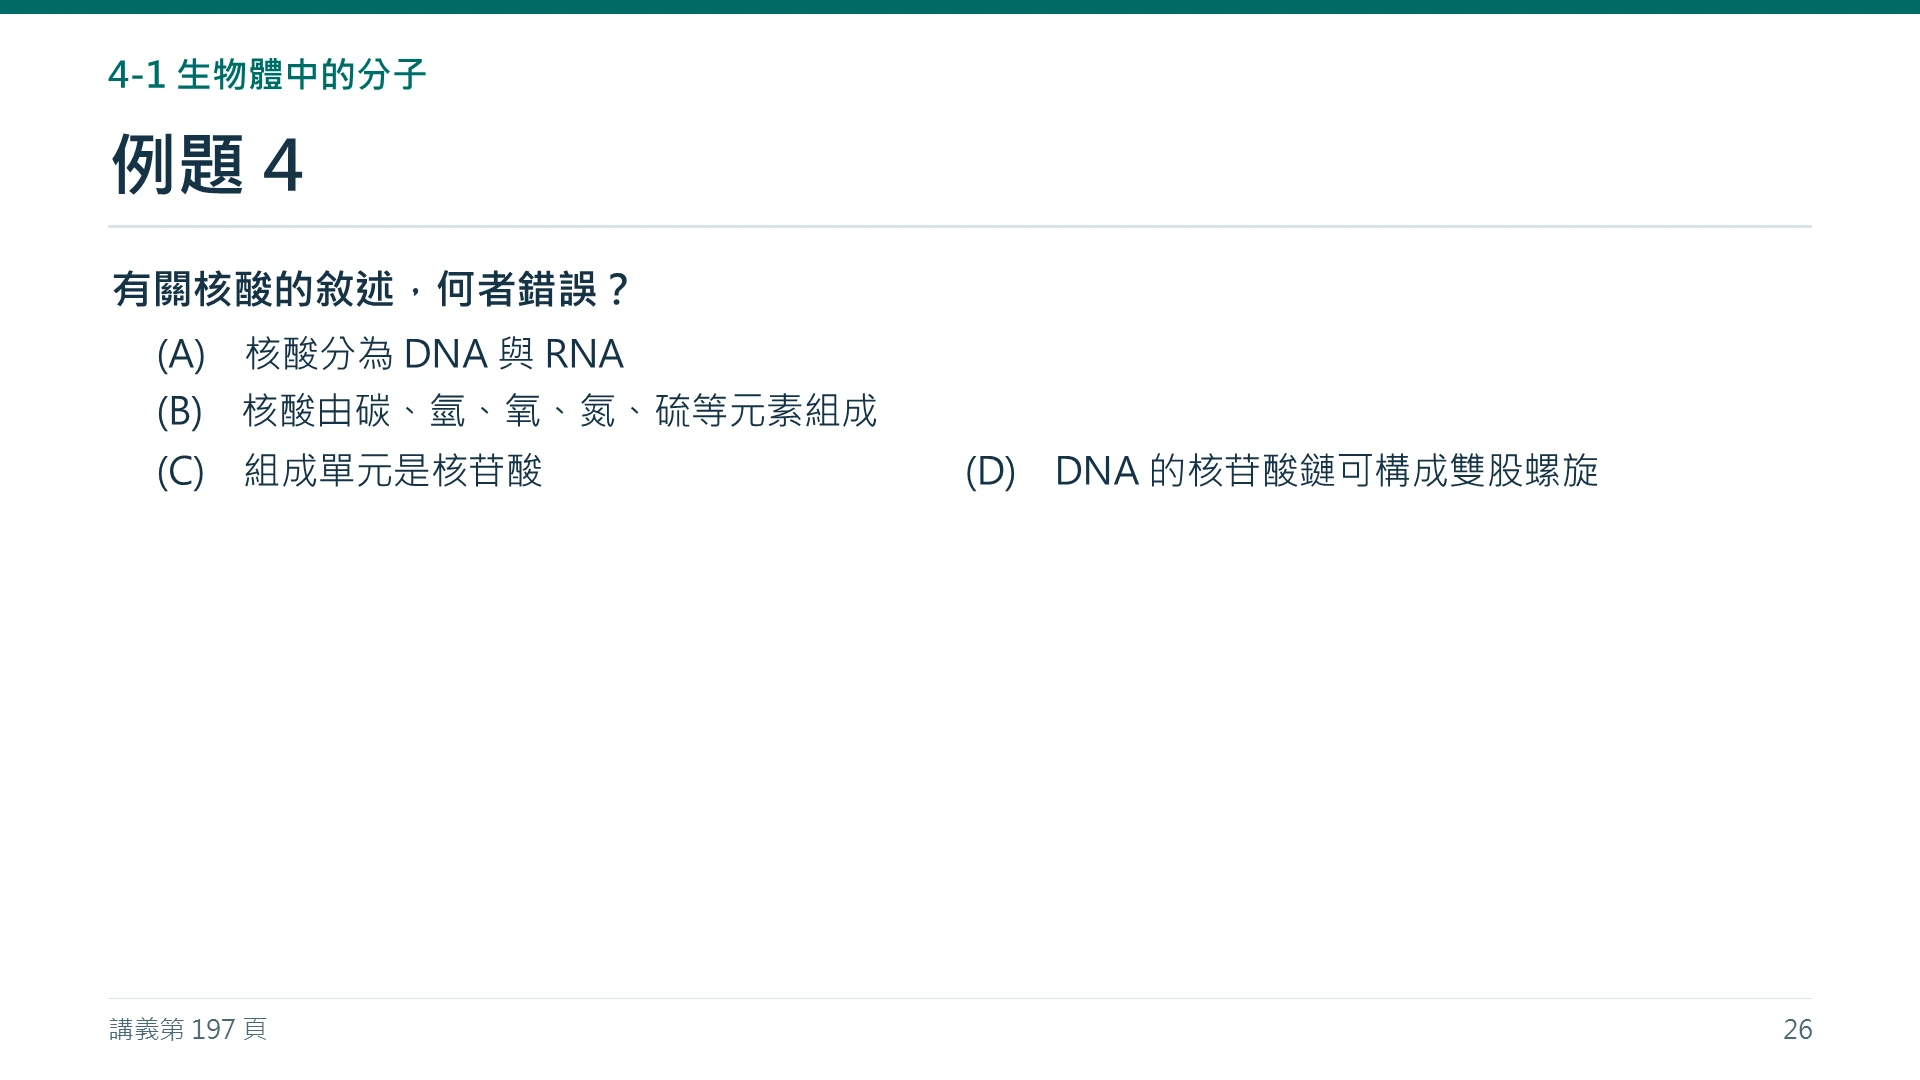 4-1 生物體中的分子
例題 4
有關核酸的敘述，何者錯誤？
(A) 核酸分為 DNA 與 RNA
(B) 核酸由碳、氫、氧、氮、硫等元素組成
(C) 組成單元是核苷酸 (D) DNA 的核苷酸鏈可構成雙股螺旋
講義第 197 頁 26